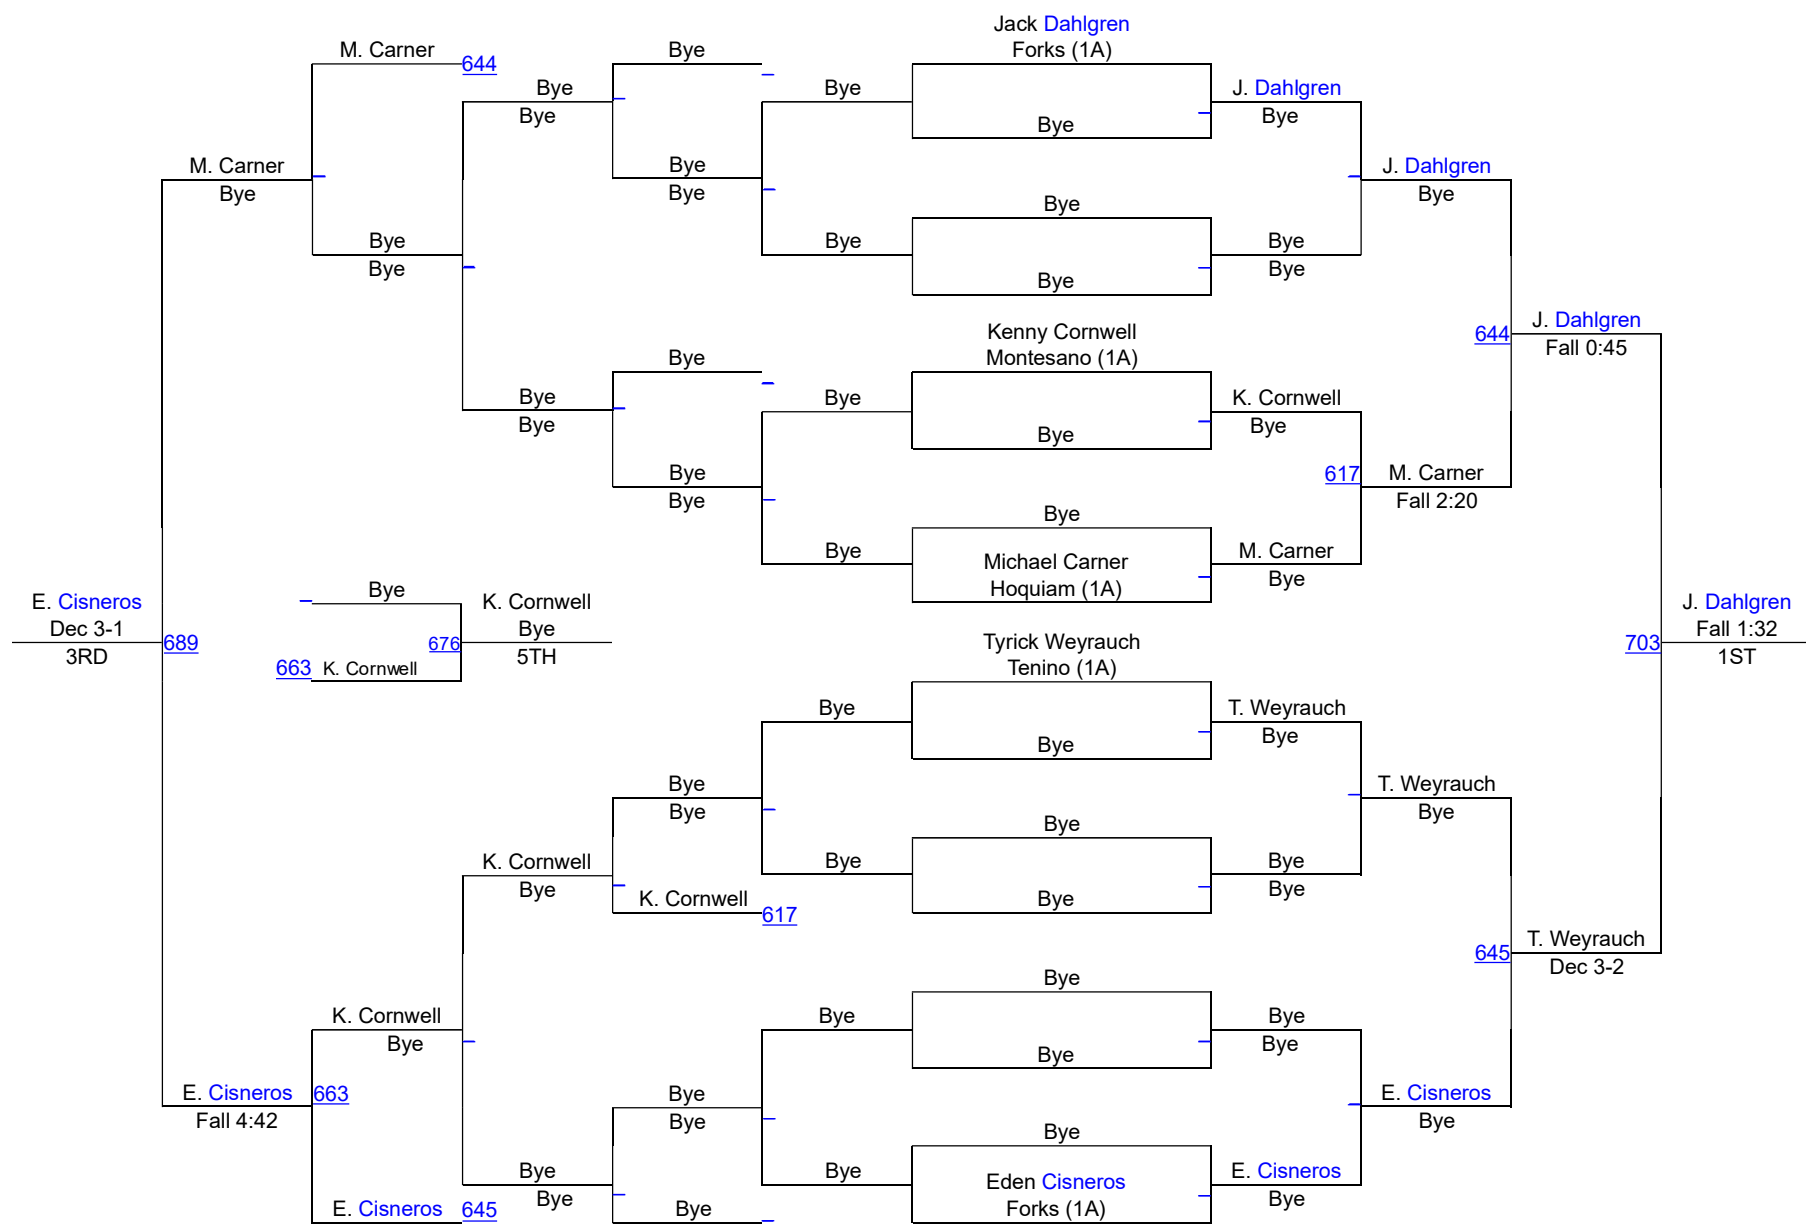 Jack Dahlgren
Forks (1A)
M. Carner
644
Bye
Bye
Bye
Bye
J. Dahlgren
Bye
Bye
Bye
M. Carner
Bye
Bye
Bye
J. Dahlgren
Bye
Bye
Bye
Bye
Bye
Bye
Bye
Bye
Kenny Cornwell
Montesano (1A)
644
J. Dahlgren
Fall 0:45
Bye
Bye
Bye
Bye
K. Cornwell
Bye
Bye
Bye
Bye
617
M. Carner
Fall 2:20
Bye
Bye
Michael Carner
Hoquiam (1A)
M. Carner
Bye
E. Cisneros
Dec 3-1
3RD
689
Bye
663
K. Cornwell
676
K. Cornwell
Bye
5TH
703
J. Dahlgren
Fall 1:32
1ST
Tyrick Weyrauch
Tenino (1A)
Bye
Bye
T. Weyrauch
Bye
Bye
Bye
T. Weyrauch
Bye
Bye
K. Cornwell
Bye
Bye
Bye
Bye
Bye
K. Cornwell
617
645
T. Weyrauch
Dec 3-2
Bye
K. Cornwell
Bye
Bye
Bye
Bye
Bye
E. Cisneros
Fall 4:42
663
Bye
Bye
E. Cisneros
Bye
Bye
Bye
Bye
Bye
Eden Cisneros
Forks (1A)
E. Cisneros
Bye
E. Cisneros
645
Bye